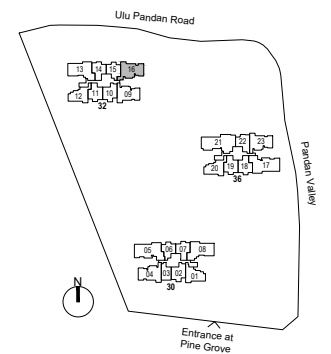 Ulu Pandan Road
13 14 15 16
12 11 10 09
32
21 22 23
20 19 18 17
36
Pandan Valley
05 06 07 08
04 03 02 01
30
N
Entrance at
Pine Grove